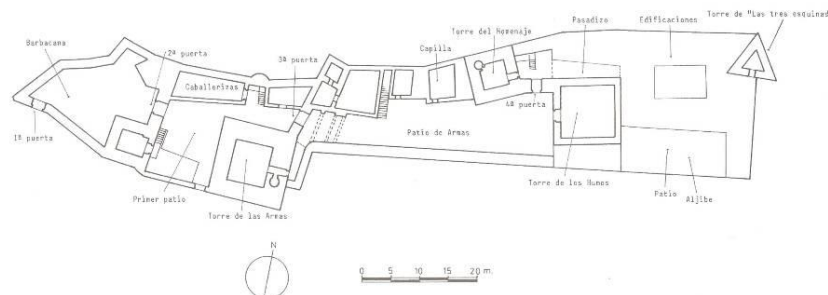 Barbacana
2ª puerta
Caballerizas
3ª puerta
Capilla
Torre del Homenaje
Pasadizo
Edificaciones
Torre de "Las tres esquinas
1ª puerta
Primer patio
Torre de las Armas
Patio de Armas
4ª puerta
Torre de los Humos
Patio
Aljibe
N
0 5 10 15 20 m.